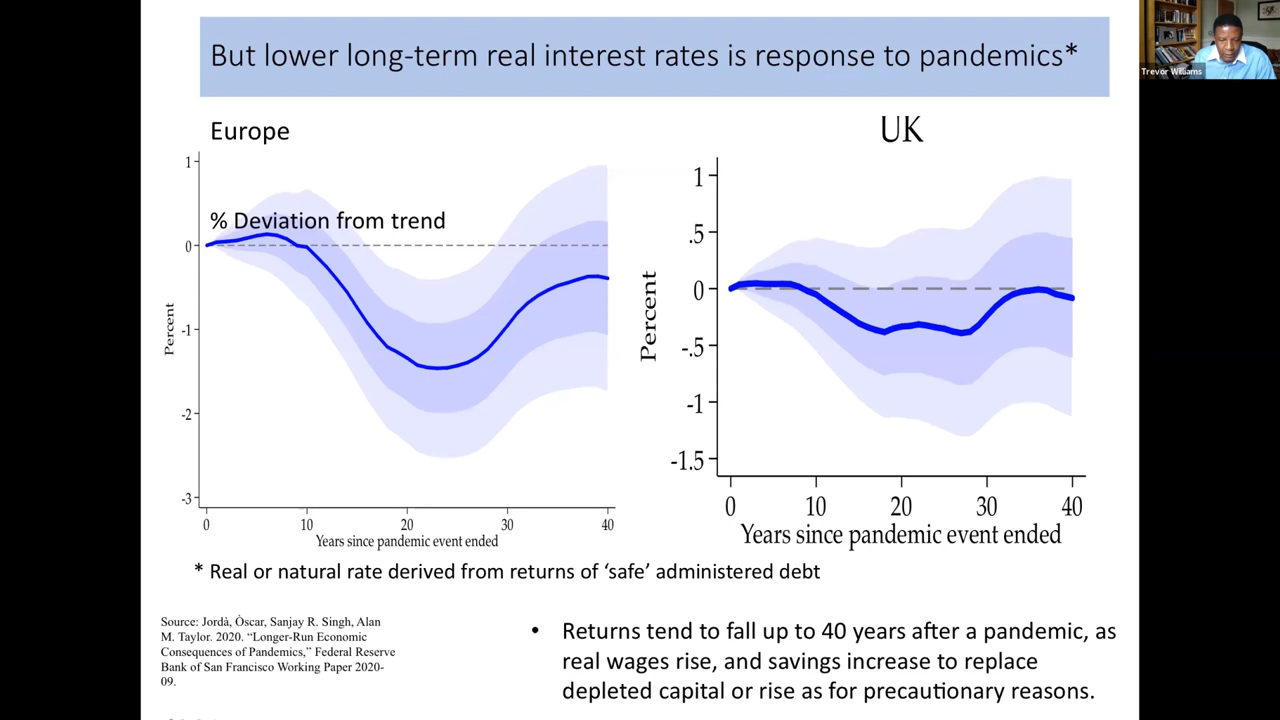 But lower long-term real interest rates is response to pandemics*
Trevor Williams
Europe
UK
% Deviation from trend
Percent
1
0
-1
-2
-3
0 10 20 30 40
Years since pandemic event ended
Percent
1
.5
0
-.5
-1
-1.5
0 10 20 30 40
Years since pandemic event ended
* Real or natural rate derived from returns of ‘safe’ administered debt
Source: Jordà, Òscar, Sanjay R. Singh, Alan
M. Taylor. 2020. “Longer-Run Economic
Consequences of Pandemics,” Federal Reserve
Bank of San Francisco Working Paper 2020-
09.
• Returns tend to fall up to 40 years after a pandemic, as
real wages rise, and savings increase to replace
depleted capital or rise as for precautionary reasons.